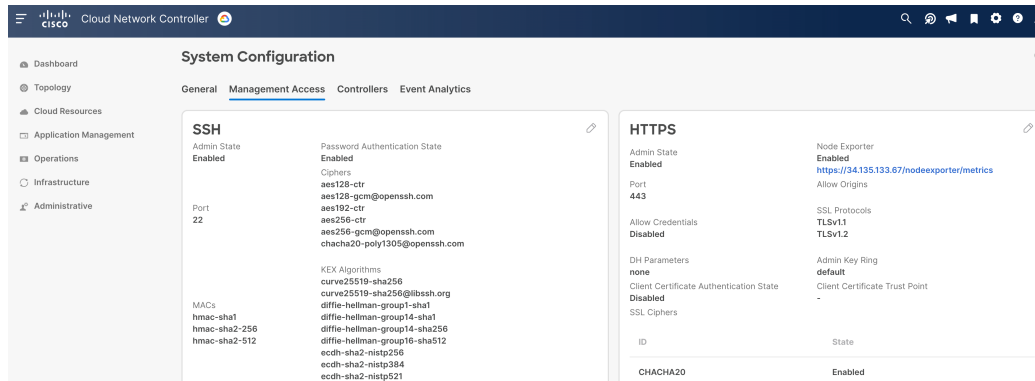 CISCO
Cloud Network Controller
Dashboard
Topology
Cloud Resources
Application Management
Operations
Infrastructure
Administrative
System Configuration
General Management Access Controllers Event Analytics
SSH
Admin State
Enabled
Password Authentication State
Enabled
Ciphers
aes128-ctr
aes128-gcm@openssh.com
aes192-ctr
aes256-ctr
aes256-gcm@openssh.com
chacha20-poly1305@openssh.com
Port
22
KEX Algorithms
curve25519-sha256
curve25519-sha256@libssh.org
diffie-hellman-group1-sha1
diffie-hellman-group14-sha1
diffie-hellman-group14-sha256
diffie-hellman-group16-sha512
ecdh-sha2-nistp256
ecdh-sha2-nistp384
ecdh-sha2-nistp521
MACs
hmac-sha1
hmac-sha2-256
hmac-sha2-512
HTTPS
Admin State
Enabled
Node Exporter
Enabled
https://34.135.133.67/nodeexporter/metrics
Port
443
Allow Origins
Allow Credentials
Disabled
SSL Protocols
TLSv1.1
TLSv1.2
DH Parameters
none
Admin Key Ring
default
Client Certificate Authentication State
Disabled
Client Certificate Trust Point
-
SSL Ciphers
ID State
CHACHA20 Enabled